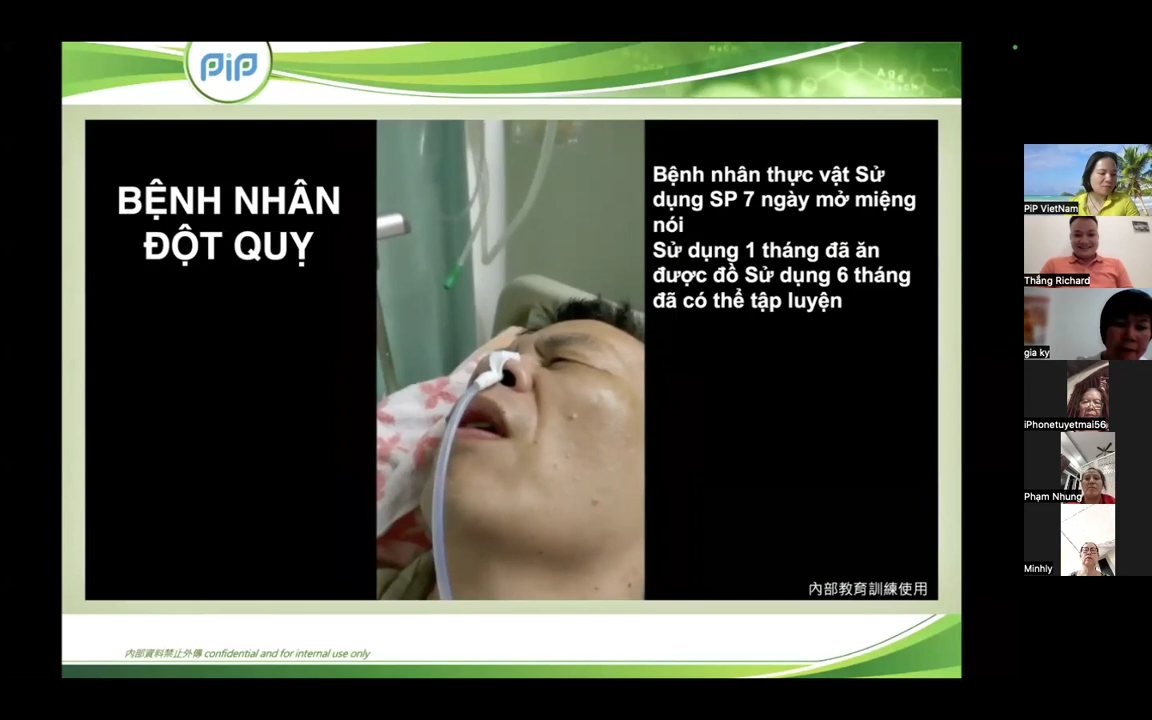 PiP
BỆNH NHÂN
ĐỘT QUỴ
Bệnh nhân thực vật Sử
dụng SP 7 ngày mở miệng
nói
Sử dụng 1 tháng đã ăn
được đồ Sử dụng 6 tháng
đã có thể tập luyện
內部教育訓練使用
內部資料禁止外傳 confidential and for internal use only
PiP VietNam
Thắng Richard
gia ky
iPhonetuyetmai56
Phạm Nhung
Minhly